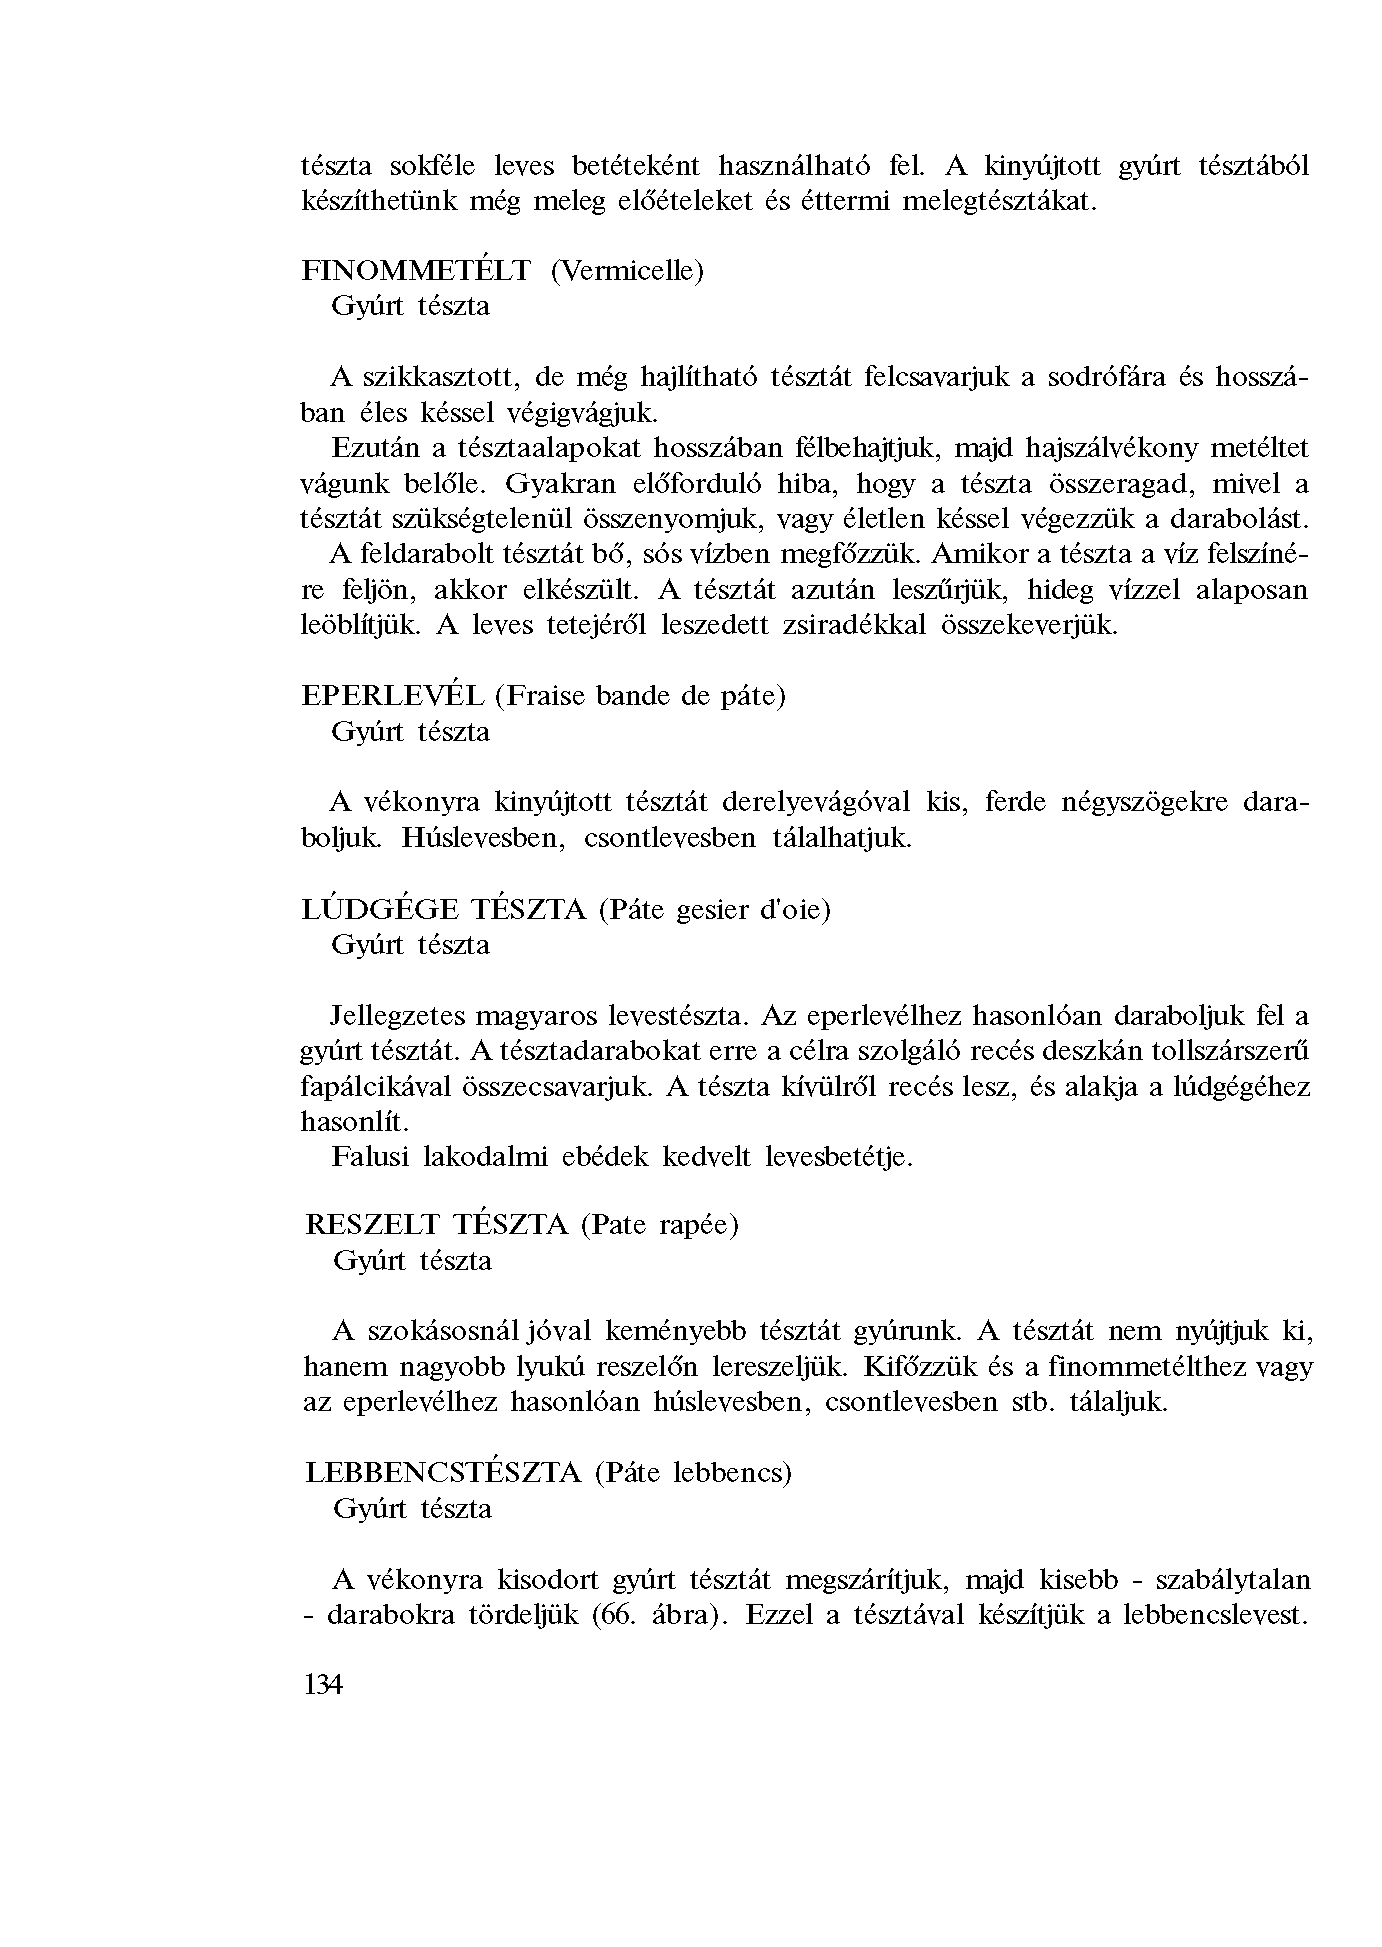 tészta sokféle leves betéteként használható fel. A kinyújtott gyúrt tésztából
készíthetünk még meleg előételeket és éttermi melegtésztákat.
FINOMMETÉLT (Vermicelle)
Gyúrt tészta
A szikkasztott, de még hajlítható tésztát felcsavarjuk a sodrófára és hosszá-
ban éles késsel végigvágjuk.
Ezután a tésztaalapokat hosszában félbehajtjuk, majd hajszálvékony metéltet
vágunk belőle. Gyakran előforduló hiba, hogy a tészta összeragad, mivel a
tésztát szükségtelenül összenyomjuk, vagy életlen késsel végezzük a darabolást.
A feldarabolt tésztát bő, sós vízben megfőzzük. Amikor a tészta a víz felszíné-
re feljön, akkor elkészült. A tésztát azután leszűrjük, hideg vízzel alaposan
leöblítjük. A leves tetejéről leszedett zsiradékkal összekeverjük.
EPERLEVÉL (Fraise bande de páte)
Gyúrt tészta
A vékonyra kinyújtott tésztát derelyevágóval kis, ferde négyszögekre dara-
boljuk. Húslevesben, csontlevesben tálalhatjuk.
LÚDGÉGE TÉSZTA (Páte gesier d'oie)
Gyúrt tészta
Jellegzetes magyaros levestészta. Az eperlevélhez hasonlóan daraboljuk fel a
gyúrt tésztát. A tésztadarabokat erre a célra szolgáló recés deszkán tollszárszerű
fapálcikával összecsavarjuk. A tészta kívülről recés lesz, és alakja a lúdgégéhez
hasonlít.
Falusi lakodalmi ebédek kedvelt levesbetétje.
RESZELT TÉSZTA (Pate rapée)
Gyúrt tészta
A szokásosnál jóval keményebb tésztát gyúrunk. A tésztát nem nyújtjuk ki,
hanem nagyobb lyukú reszelőn lereszeljük. Kifőzzük és a finommetélthez vagy
az eperlevélhez hasonlóan húslevesben, csontlevesben stb. tálaljuk.
LEBBENCSTÉSZTA (Páte lebbencs)
Gyúrt tészta
A vékonyra kisodort gyúrt tésztát megszárítjuk, majd kisebb - szabálytalan
- darabokra tördeljük (66. ábra). Ezzel a tésztával készítjük a lebbencslevest.
134